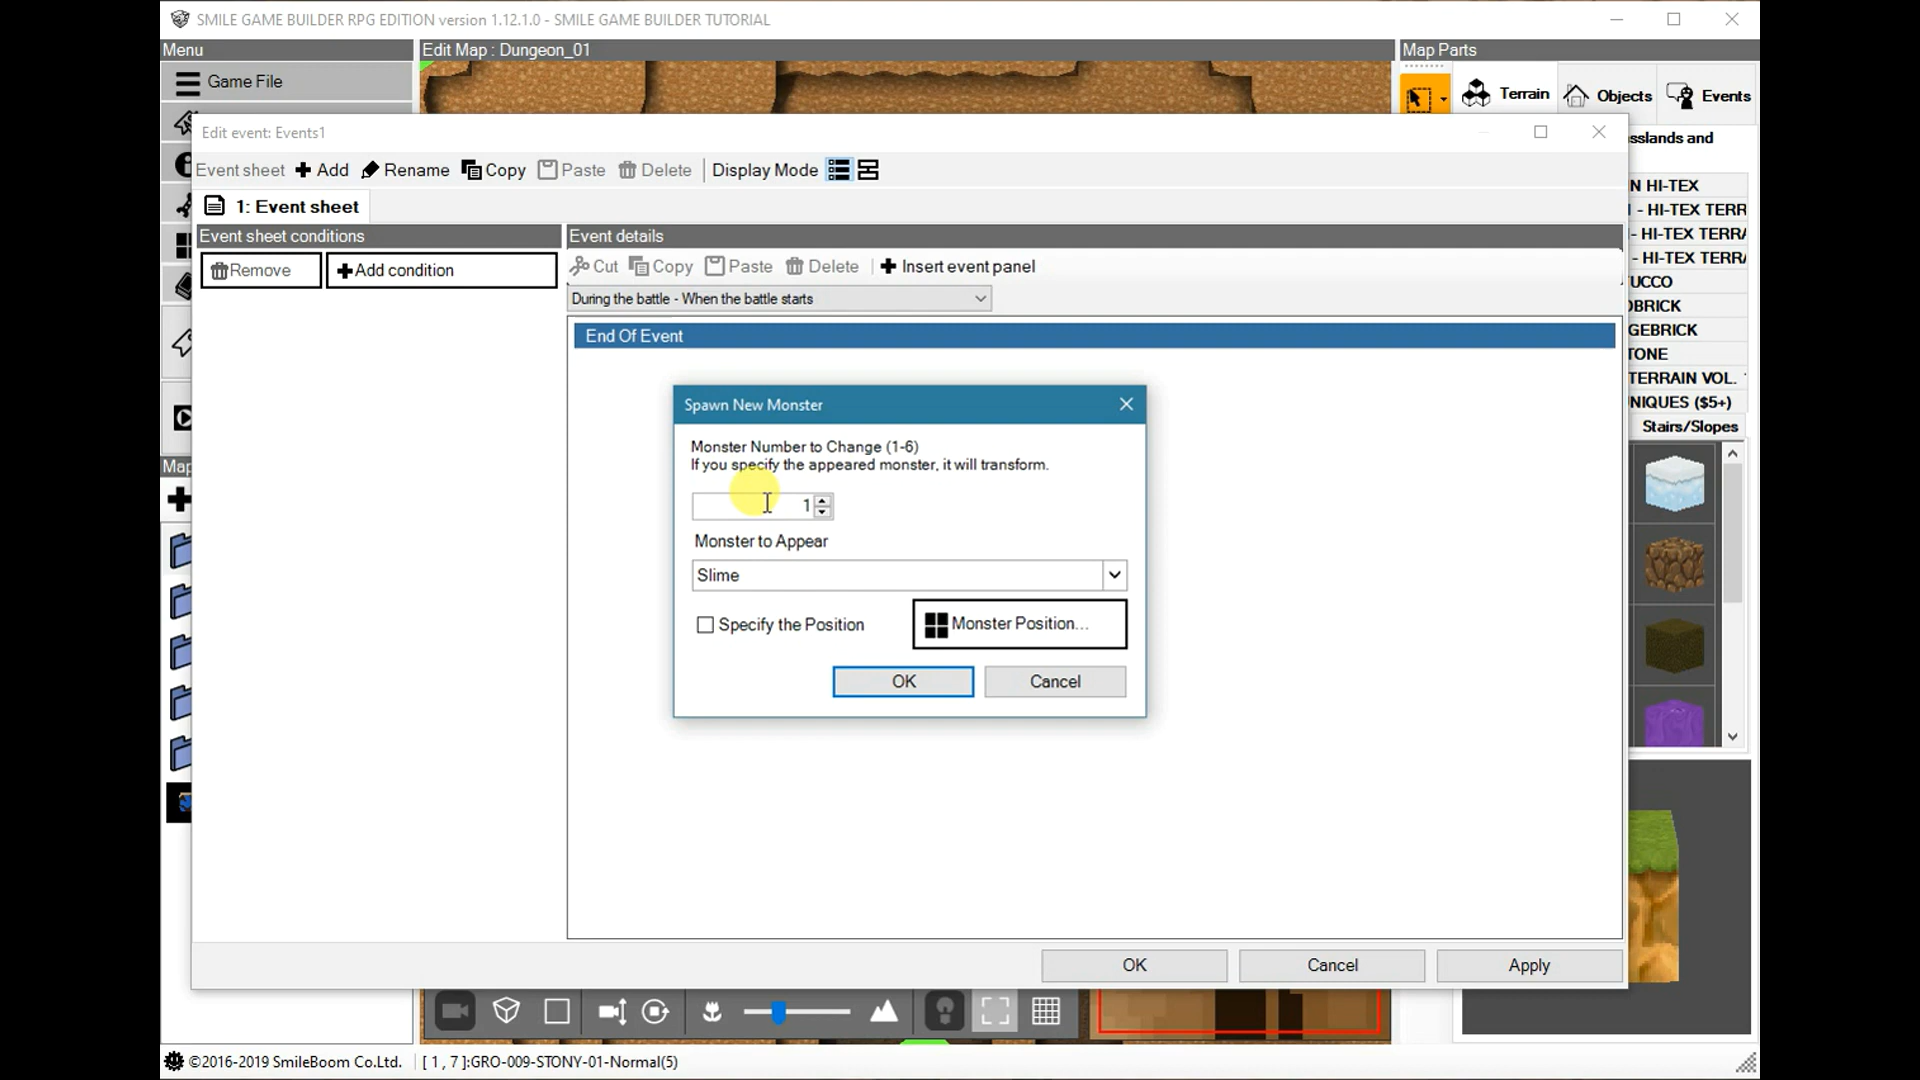 SMILE GAME BUILDER RPG EDITION version 1.12.1.0 - SMILE GAME BUILDER TUTORIAL
Menu
Edit Map : Dungeon_01
Map Parts
Game File
Terrain
Objects
Events
Edit event: Events1
sslands and
Event sheet
Add
Rename
Copy
Paste
Delete
Display Mode
N HI-TEX
1: Event sheet
- HI-TEX TERR
Event sheet conditions
Event details
- HI-TEX TERRA
Remove
Add condition
Cut
Copy
Paste
Delete
Insert event panel
- HI-TEX TERRA
During the battle - When the battle starts
UCCO
OBRICK
End Of Event
GEBRICK
TONE
TERRAIN VOL.
Spawn New Monster
NIQUES ($5+)
Stairs/Slopes
Monster Number to Change (1-6)
If you specify the appeared monster, it will transform.
Map
1
Monster to Appear
Slime
Specify the Position
Monster Position...
OK
Cancel
OK
Cancel
Apply
©2016-2019 SmileBoom Co.Ltd.
[ 1 , 7 ]:GRO-009-STONY-01-Normal(5)